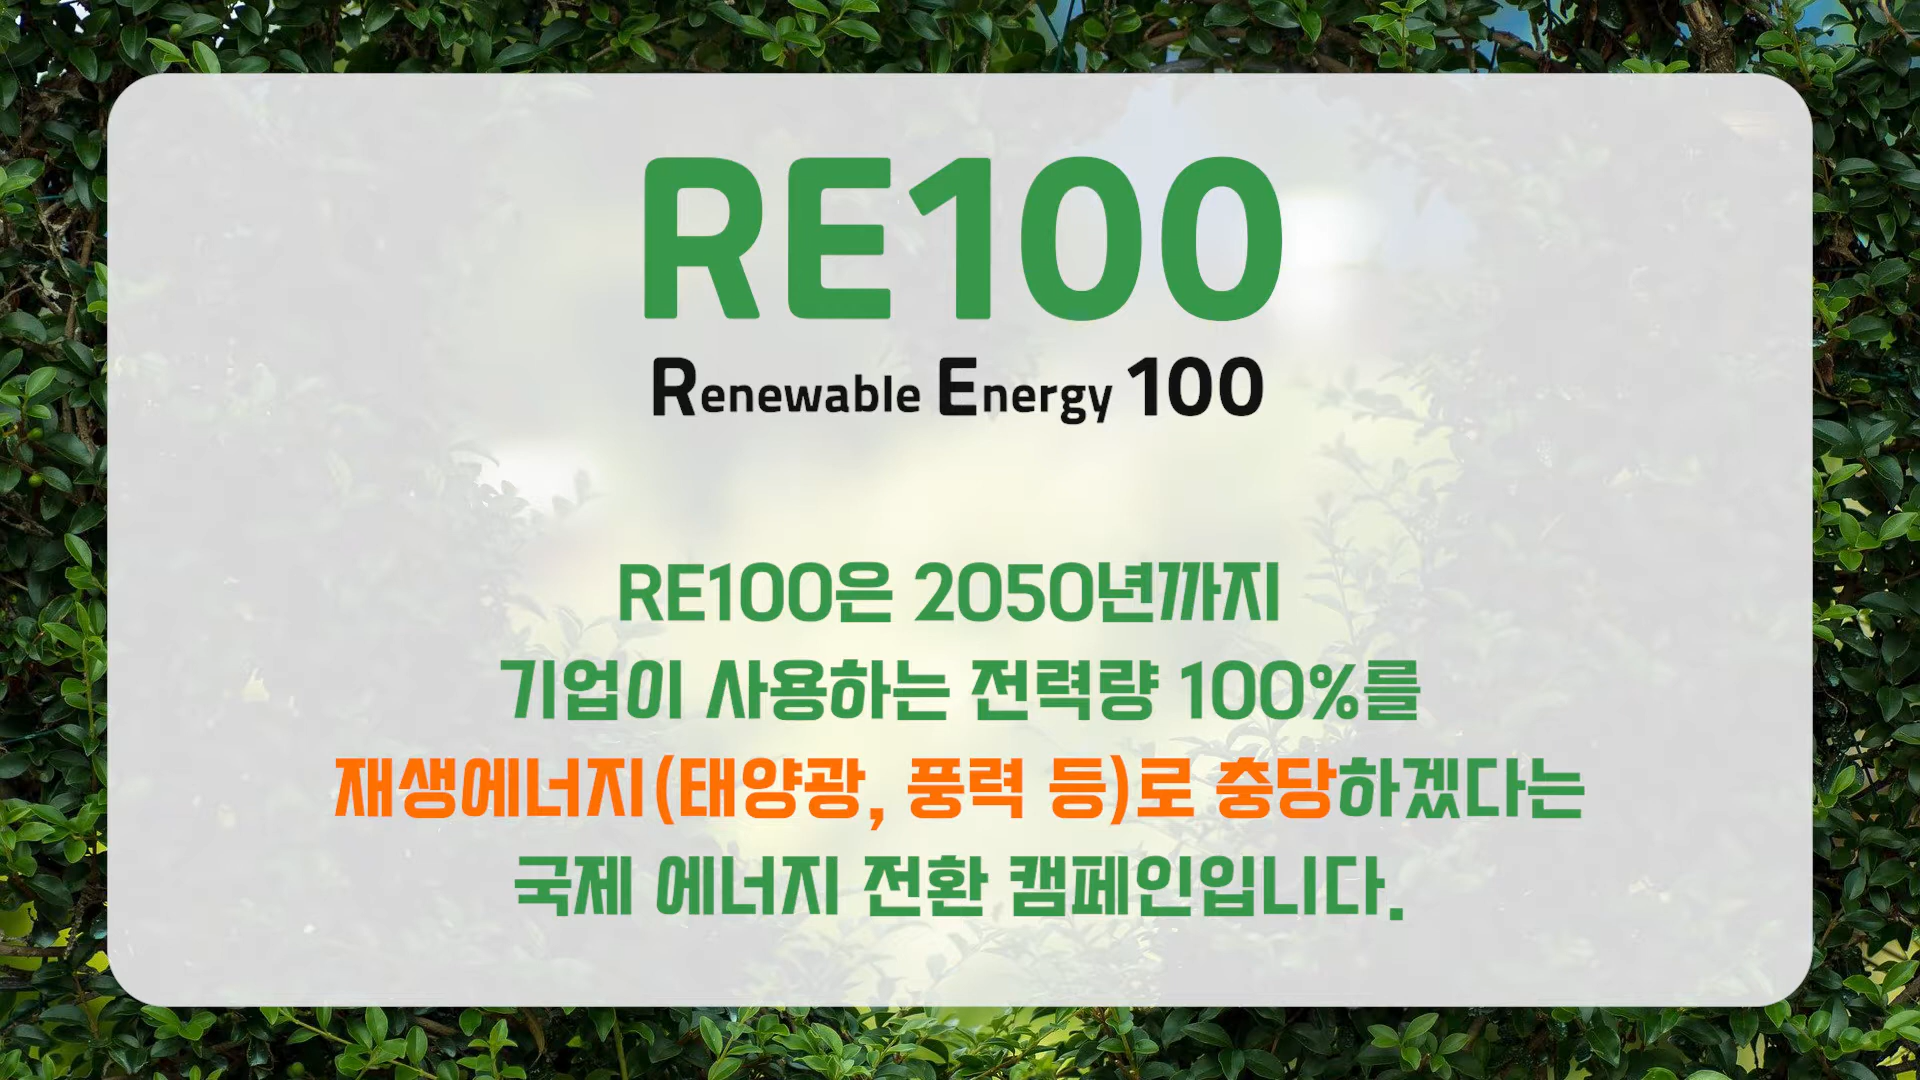 RE100
Renewable Energy 100
RE100은 2050년까지
기업이 사용하는 전력량 100%를
재생에너지(태양광, 풍력 등)로 충당하겠다는
국제 에너지 전환 캠페인입니다.